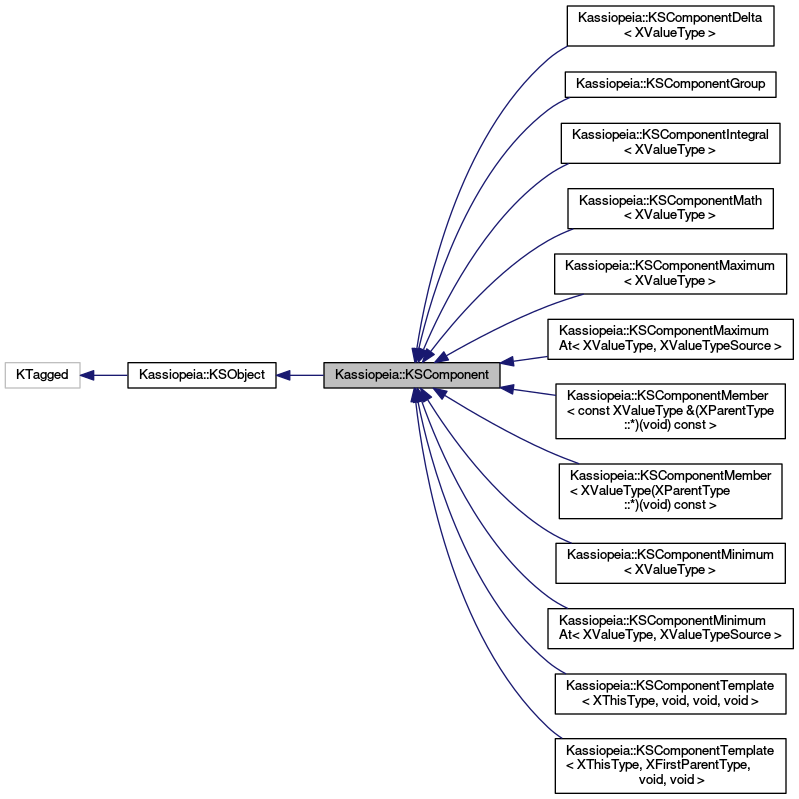 KTagged
Kassiopeia::KSObject
Kassiopeia::KSComponent
Kassiopeia::KSComponentDelta
< XValueType >
Kassiopeia::KSComponentGroup
Kassiopeia::KSComponentIntegral
< XValueType >
Kassiopeia::KSComponentMath
< XValueType >
Kassiopeia::KSComponentMaximum
< XValueType >
Kassiopeia::KSComponentMaximum
At< XValueType, XValueTypeSource >
Kassiopeia::KSComponentMember
< const XValueType &(XParentType
::*)(void) const >
Kassiopeia::KSComponentMember
< XValueType(XParentType
::*)(void) const >
Kassiopeia::KSComponentMinimum
< XValueType >
Kassiopeia::KSComponentMinimum
At< XValueType, XValueTypeSource >
Kassiopeia::KSComponentTemplate
< XThisType, void, void, void >
Kassiopeia::KSComponentTemplate
< XThisType, XFirstParentType,
void, void >